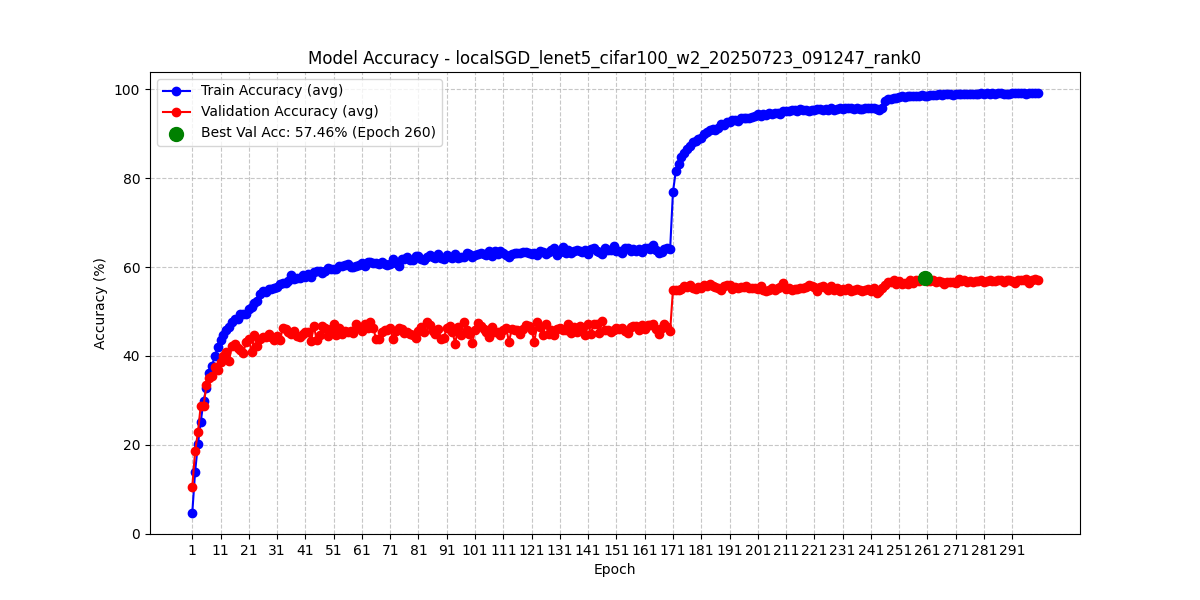 Model Accuracy - localSGD_lenet5_cifar100_w2_20250723_091247_rank0
Train Accuracy (avg)
Validation Accuracy (avg)
Best Val Acc: 57.46% (Epoch 260)
100
80
60
40
20
0
Accuracy (%)
1 11 21 31 41 51 61 71 81 91 101 111 121 131 141 151 161 171 181 191 201 211 221 231 241 251 261 271 281 291
Epoch